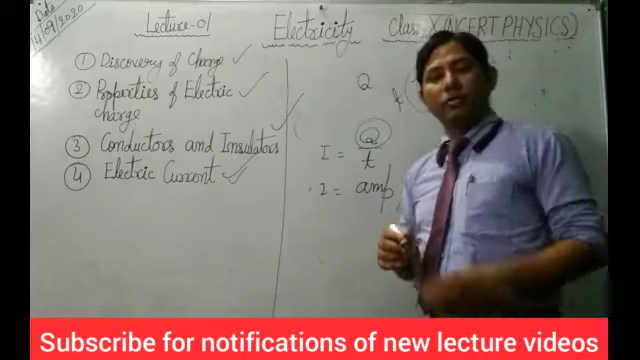 Date
14/09/2020
Lecture-01
Electricity
Class-X (NCERT PHYSICS)
① Discovery of Charge ✓
② Properties of Electric ✓
charge
③ Conductors and Insulators ✓
④ Electric Current ✓
Q
I = Q
t
I = amp
Subscribe for notifications of new lecture videos